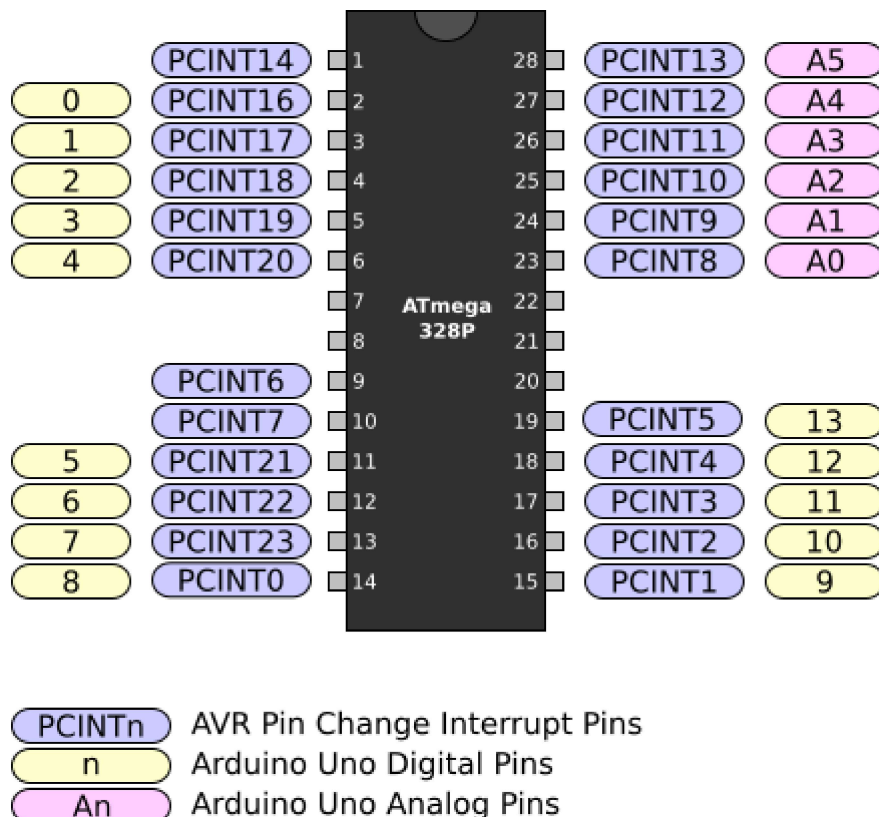 PCINT14 1 28 PCINT13 A5
0 PCINT16 2 27 PCINT12 A4
1 PCINT17 3 26 PCINT11 A3
2 PCINT18 4 25 PCINT10 A2
3 PCINT19 5 24 PCINT9 A1
4 PCINT20 6 23 PCINT8 A0
7 22
ATmega
328P
8 21
PCINT6 9 20
PCINT7 10 19 PCINT5 13
5 PCINT21 11 18 PCINT4 12
6 PCINT22 12 17 PCINT3 11
7 PCINT23 13 16 PCINT2 10
8 PCINT0 14 15 PCINT1 9
PCINTn AVR Pin Change Interrupt Pins
n Arduino Uno Digital Pins
An Arduino Uno Analog Pins